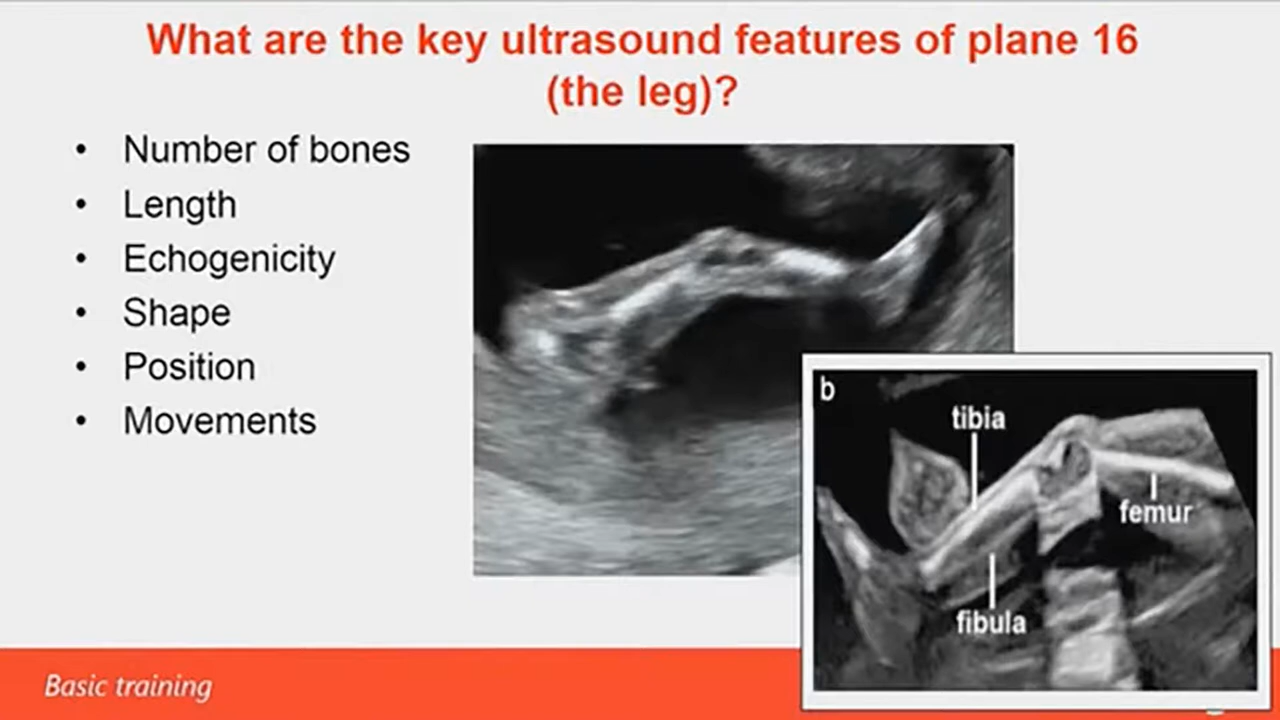 What are the key ultrasound features of plane 16
(the leg)?
• Number of bones
• Length
• Echogenicity
• Shape
• Position
• Movements
b
tibia
femur
fibula
Basic training